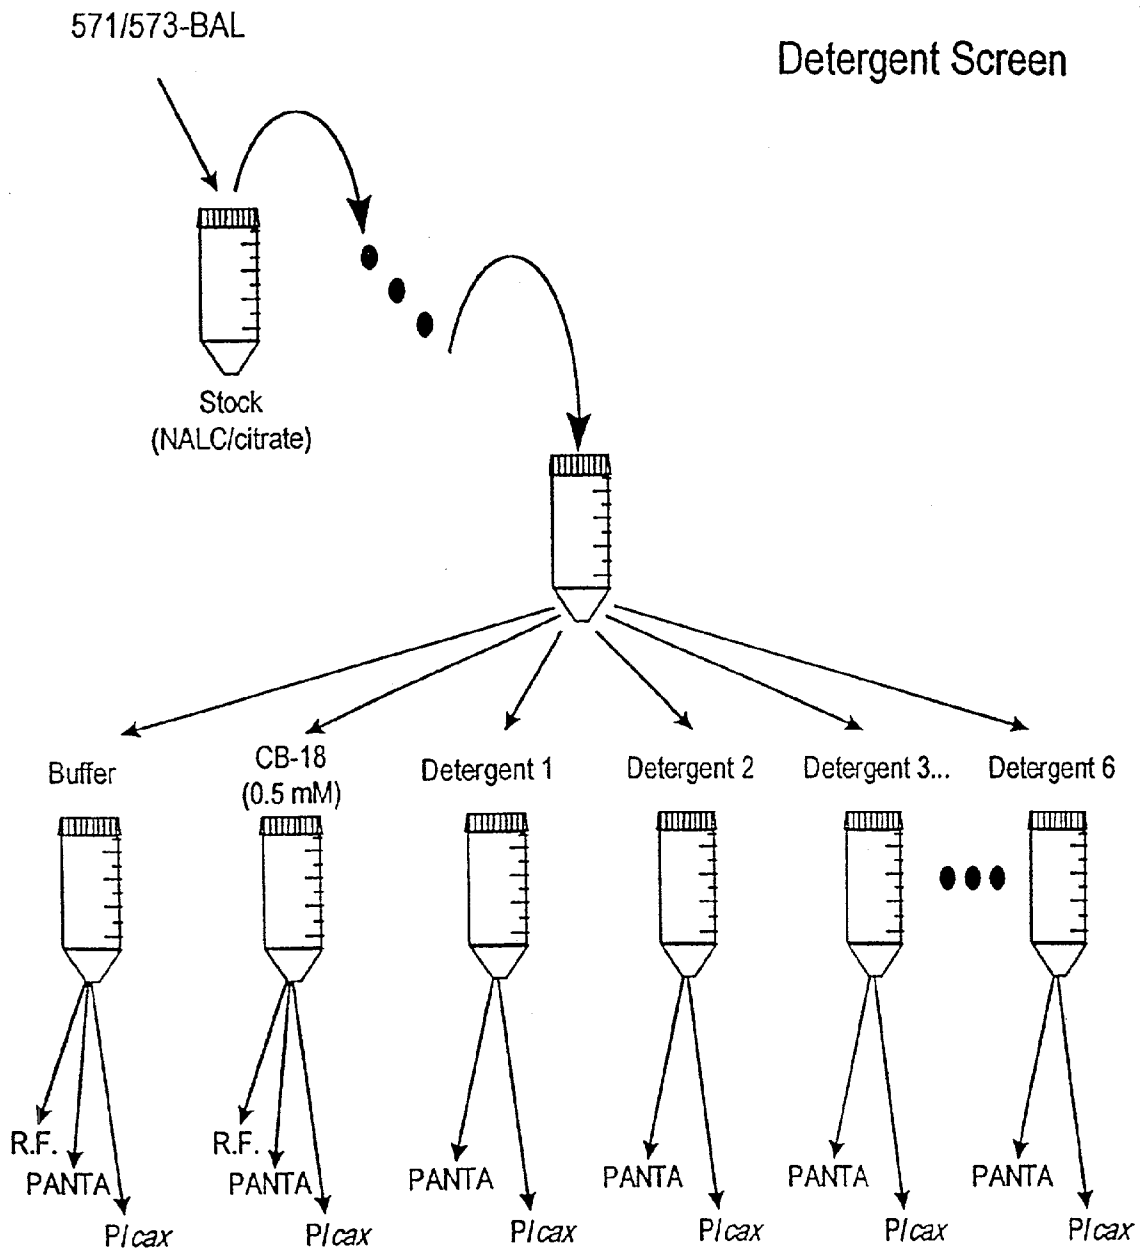 571/573-BAL
Detergent Screen
Stock
(NALC/citrate)
Buffer
CB-18
(0.5 mM)
Detergent 1
Detergent 2
Detergent 3...
Detergent 6
R.F.
PANTA
P/cax
R.F.
PANTA
P/cax
PANTA
P/cax
PANTA
P/cax
PANTA
P/cax
PANTA
P/cax